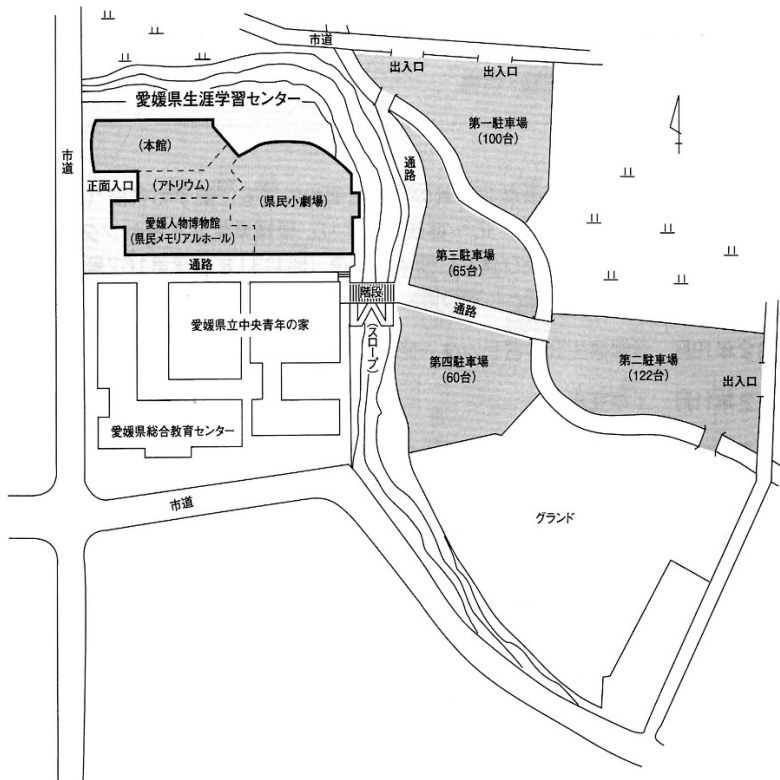 市道
出入口
出入口
愛媛県生涯学習センター
第一駐車場
(100台)
(本館)
市道
通路
正面入口
(アトリウム)
(県民小劇場)
愛媛人物博物館
(県民メモリアルホール)
第三駐車場
(65台)
通路
階段
通路
愛媛県立中央青年の家
(スロープ)
第四駐車場
(60台)
第二駐車場
(122台)
出入口
愛媛県総合教育センター
市道
グランド